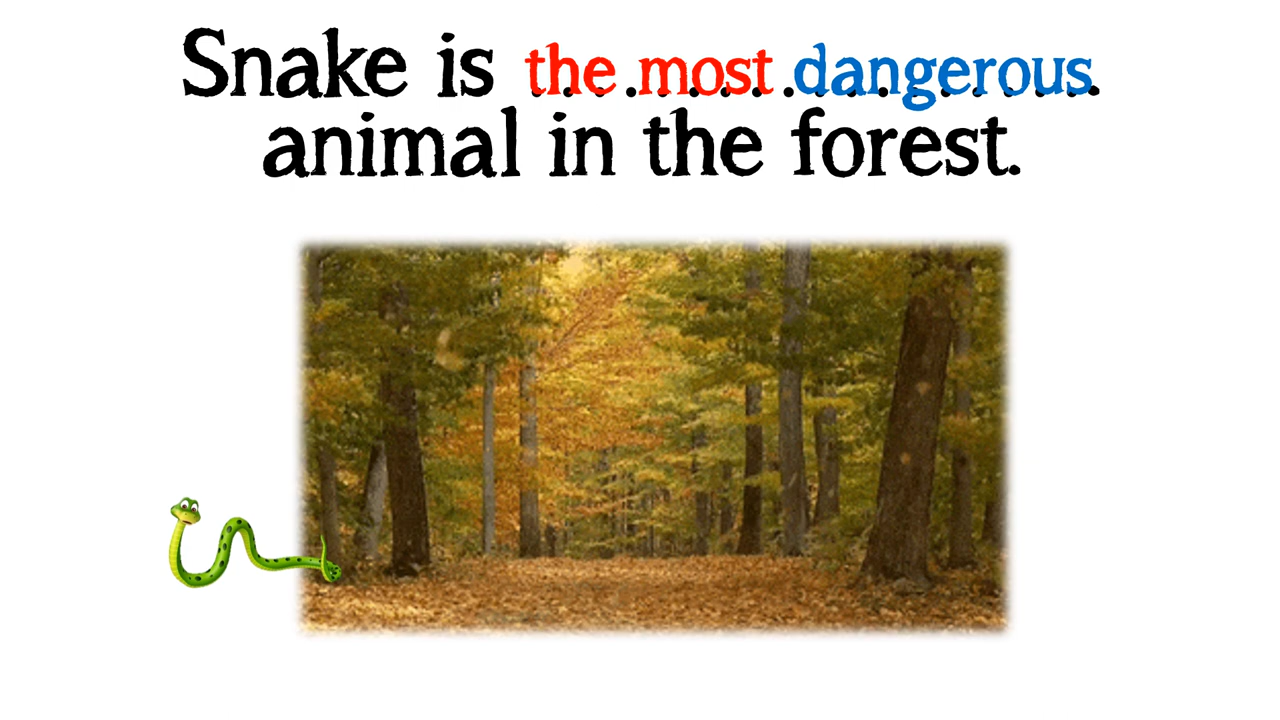 Snake is the most dangerous
animal in the forest.